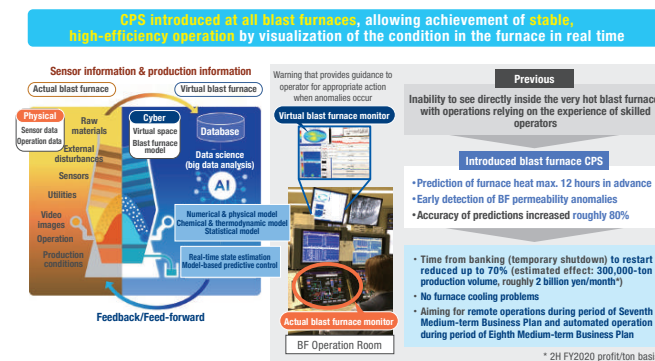 CPS introduced at all blast furnaces, allowing achievement of stable,
high-efficiency operation by visualization of the condition in the furnace in real time
Sensor information & production information
Actual blast furnace
Virtual blast furnace
Physical
Sensor data
Operation data
Raw
materials
External
disturbances
Sensors
Utilities
Video
images
Operation
Production
conditions
Cyber
Virtual space
Blast furnace
model
Database
Data science
(big data analysis)
AI
Numerical & physical model
Chemical & thermodynamic model
Statistical model
Real-time state estimation
Model-based predictive control
Feedback/Feed-forward
Warning that provides guidance to
operator for appropriate action
when anomalies occur
Virtual blast furnace monitor
Actual blast furnace monitor
BF Operation Room
Previous
Inability to see directly inside the very hot blast furnac
with operations relying on the experience of skilled
operators
Introduced blast furnace CPS
•Prediction of furnace heat max. 12 hours in advance
•Early detection of BF permeability anomalies
•Accuracy of predictions increased roughly 80%
• Time from banking (temporary shutdown) to restart
reduced up to 70% (estimated effect: 300,000-ton
production volume, roughly 2 billion yen/month*)
• No furnace cooling problems
• Aiming for remote operations during period of Seventh
Medium-term Business Plan and automated operation
during period of Eighth Medium-term Business Plan
* 2H FY2020 profit/ton basi